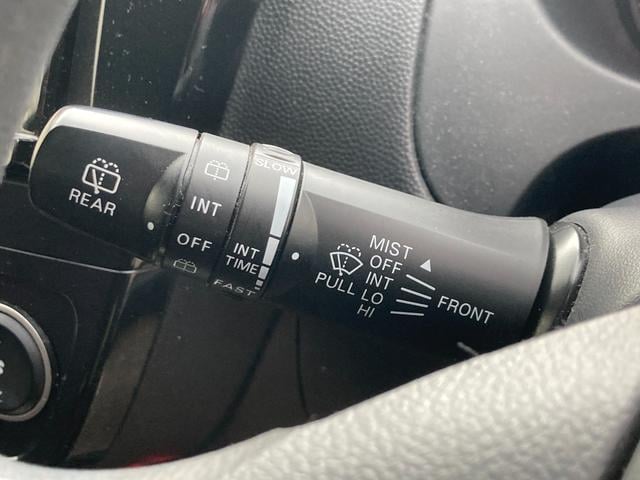 REAR
INT
OFF
SLOW
INT
TIME
FAST
MIST
OFF
INT
PULL LO
HI
FRONT